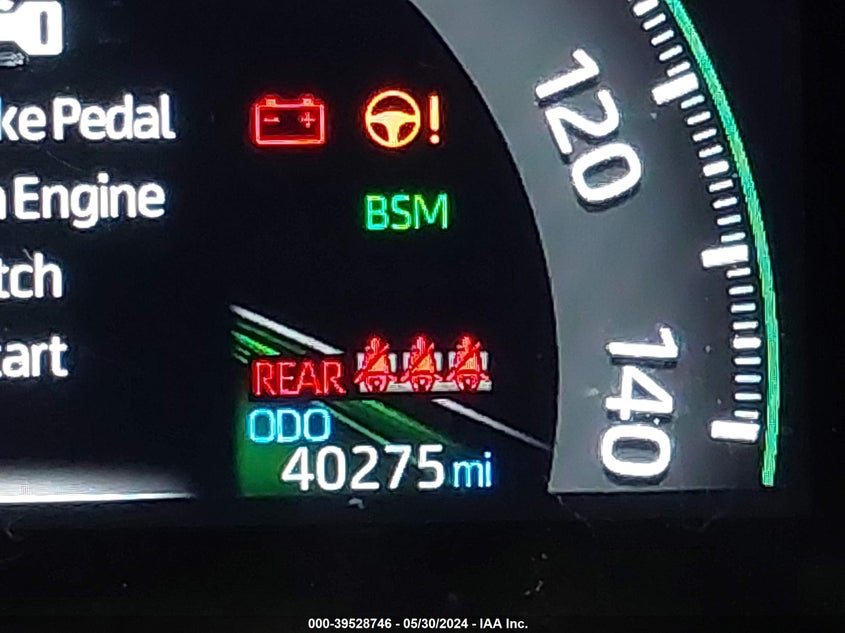 ke Pedal
Engine
tch
tart
BSM
REAR
ODO
40275 mi
120
140
000-39528746 - 05/30/2024 - IAA Inc.